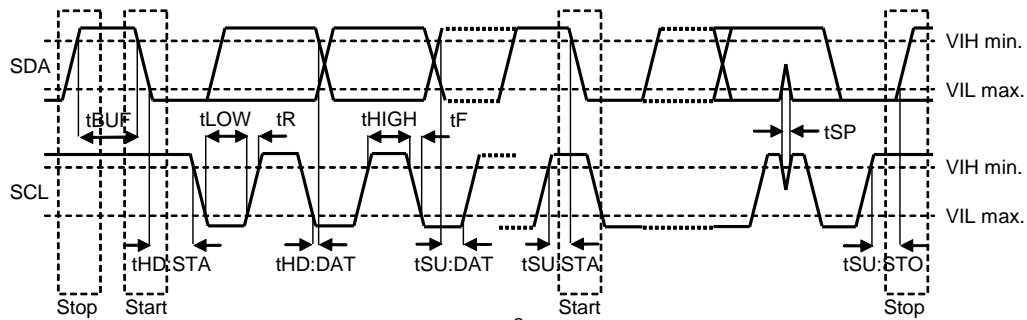 VIH min.
SDA
VIL max.
tBUF tLOW tR tHIGH tF tSP
VIH min.
SCL
VIL max.
tHD:STA tHD:DAT tSU:DAT tSU:STA tSU:STO
Stop Start Start Stop